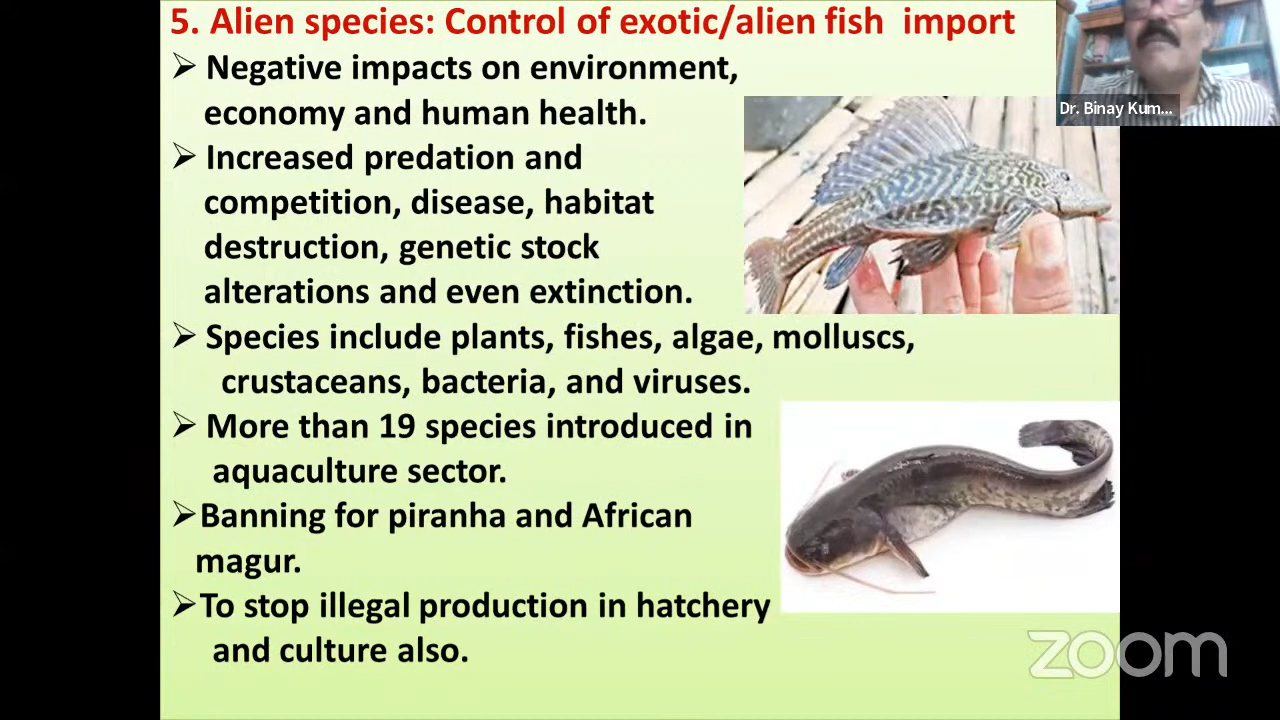 5. Alien species: Control of exotic/alien fish import
Dr. Binay Kum...
➢ Negative impacts on environment,
economy and human health.
➢ Increased predation and
competition, disease, habitat
destruction, genetic stock
alterations and even extinction.
➢ Species include plants, fishes, algae, molluscs,
crustaceans, bacteria, and viruses.
➢ More than 19 species introduced in
aquaculture sector.
➢Banning for piranha and African
magur.
➢To stop illegal production in hatchery
and culture also.
zoom